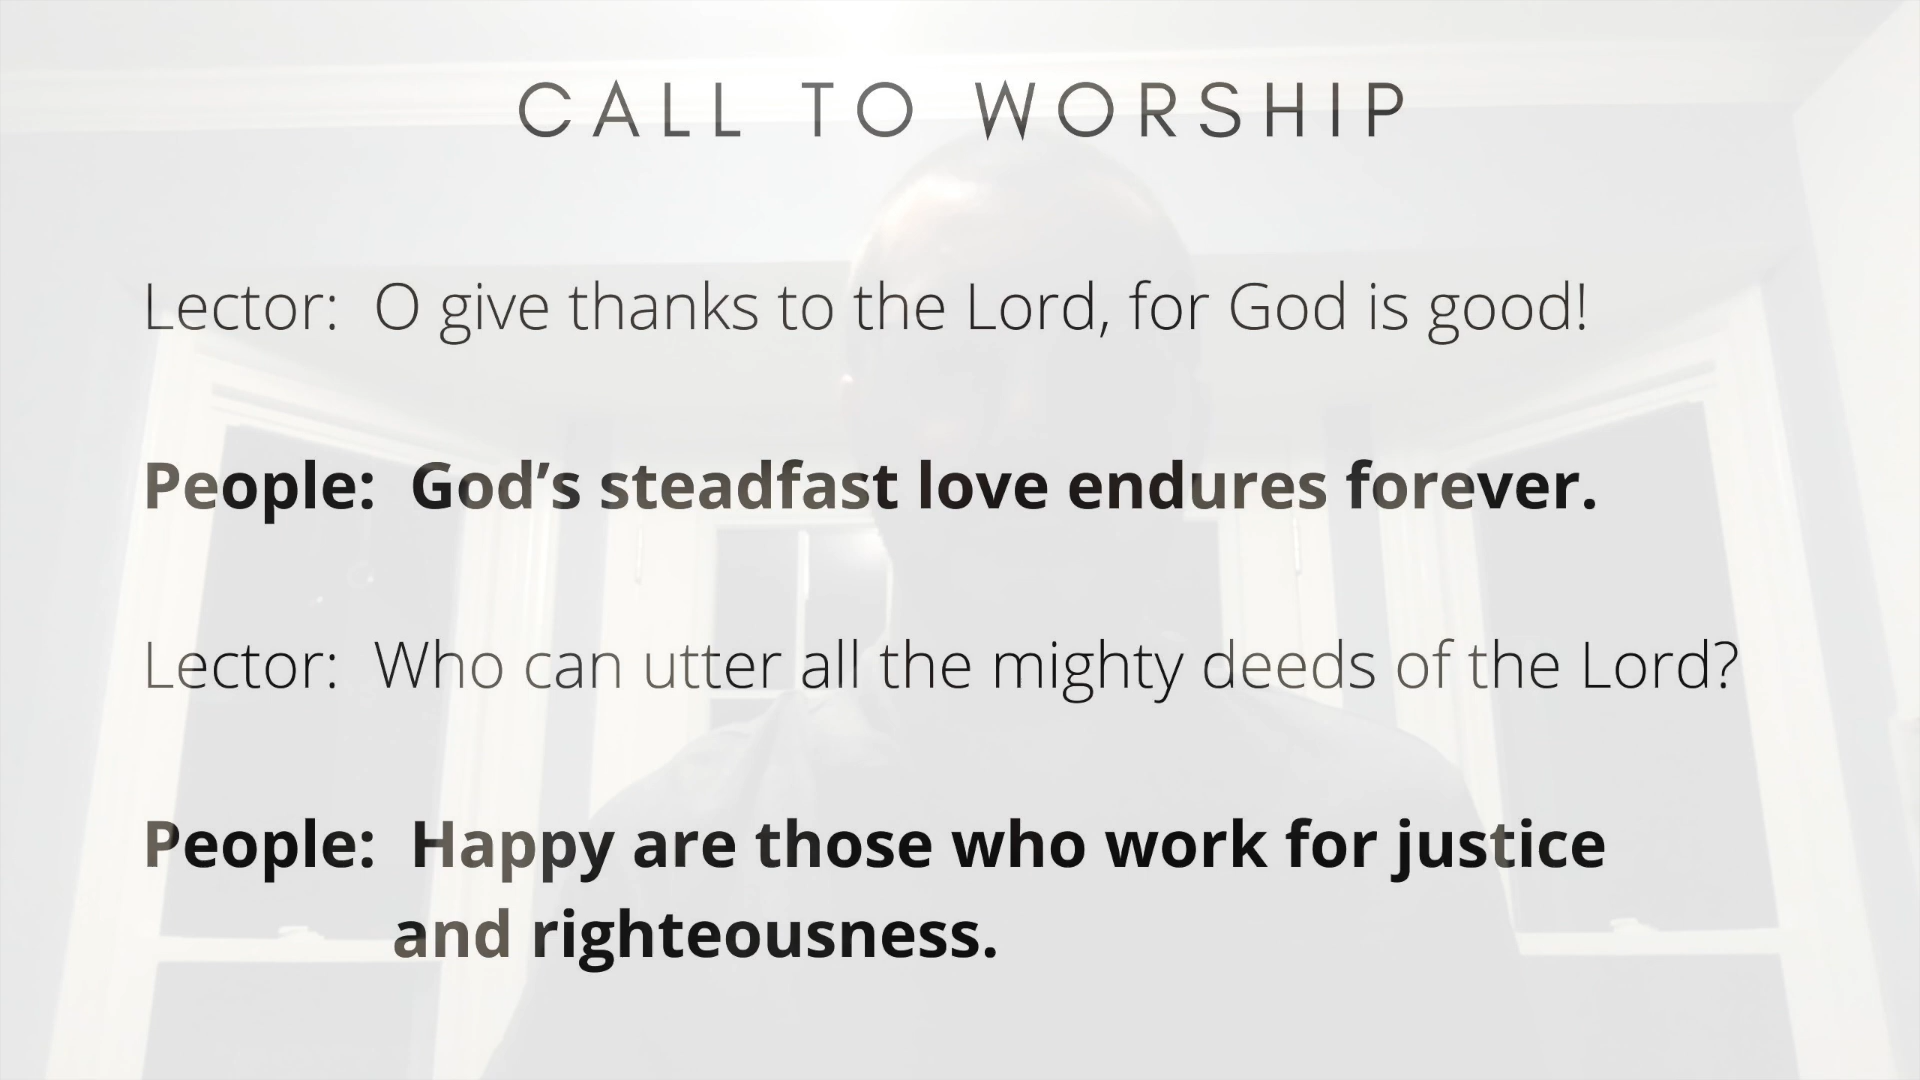 CALL TO WORSHIP
Lector: O give thanks to the Lord, for God is good!
People: God’s steadfast love endures forever.
Lector: Who can utter all the mighty deeds of the Lord?
People: Happy are those who work for justice
and righteousness.